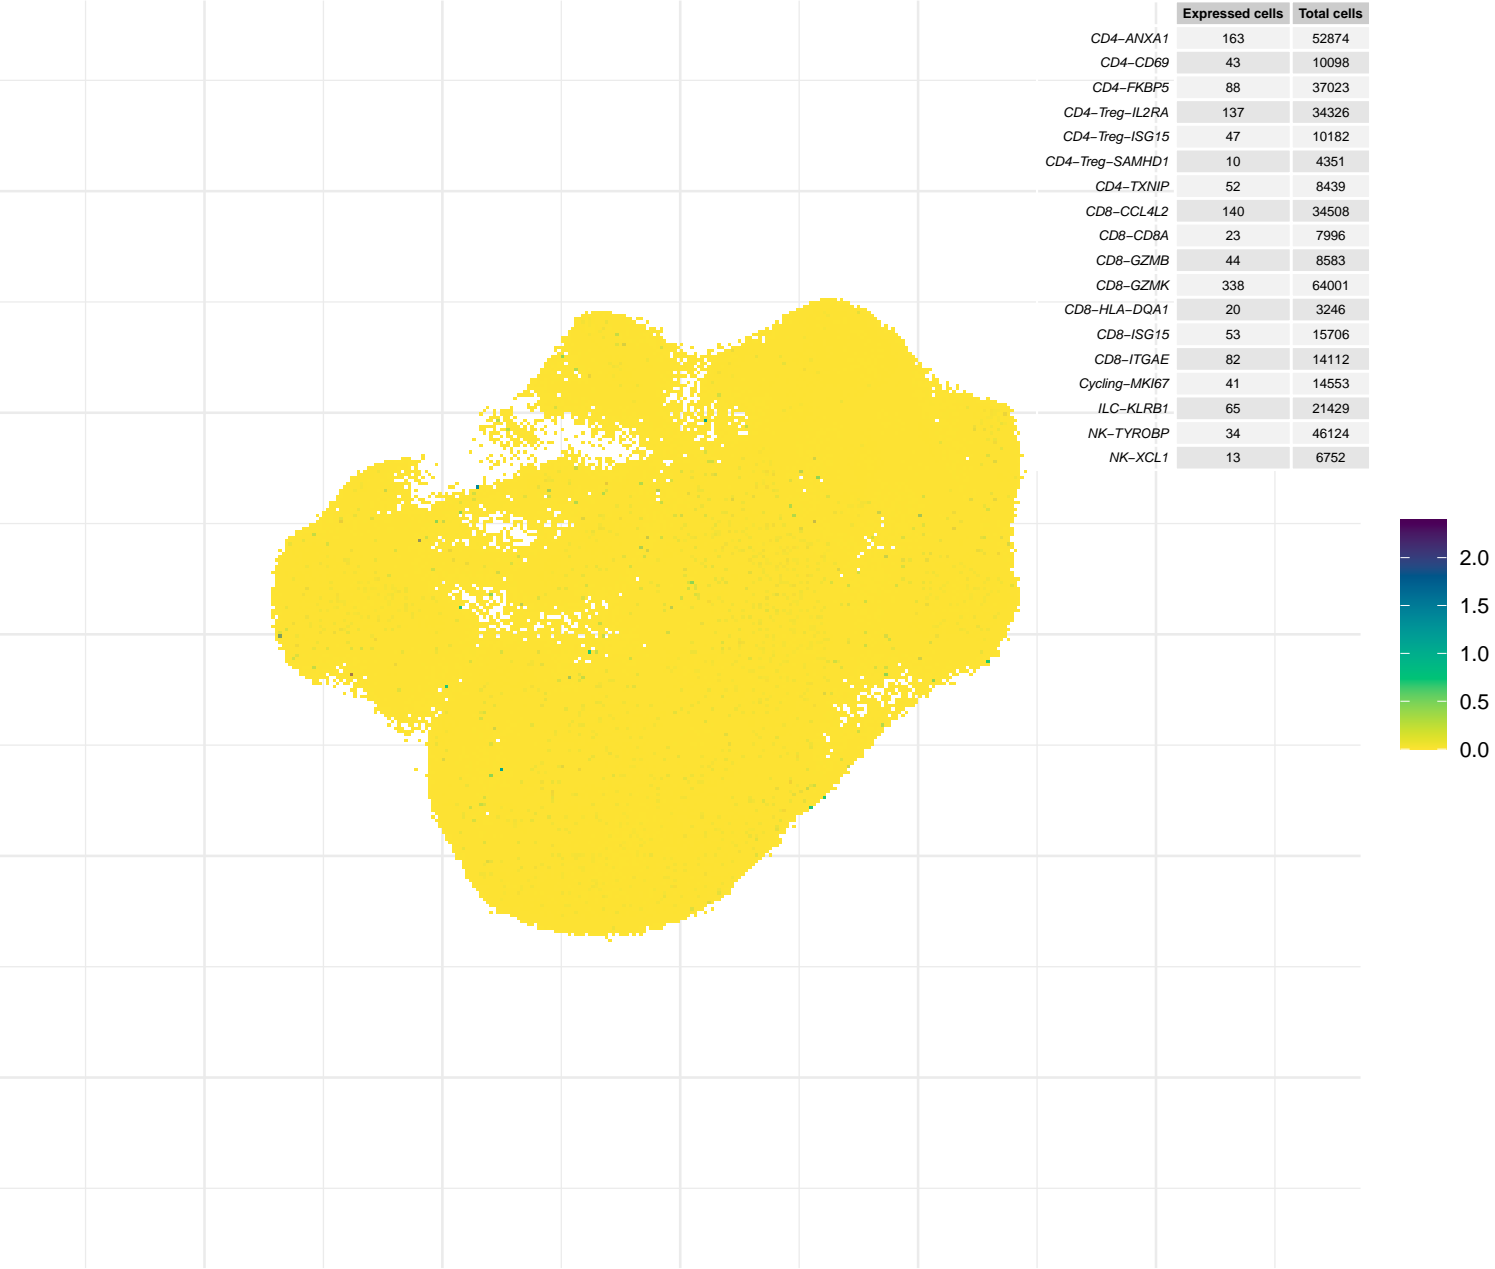 Expressed cells Total cells
CD4−ANXA1 163 52874
CD4−CD69 43 10098
CD4−FKBP5 88 37023
CD4−Treg−IL2RA 137 34326
CD4−Treg−ISG15 47 10182
CD4−Treg−SAMHD1 10 4351
CD4−TXNIP 52 8439
CD8−CCL4L2 140 34508
CD8−CD8A 23 7996
CD8−GZMB 44 8583
CD8−GZMK 338 64001
CD8−HLA−DQA1 20 3246
CD8−ISG15 53 15706
CD8−ITGAE 82 14112
Cycling−MKI67 41 14553
ILC−KLRB1 65 21429
NK−TYROBP 34 46124
NK−XCL1 13 6752
2.0
1.5
1.0
0.5
0.0